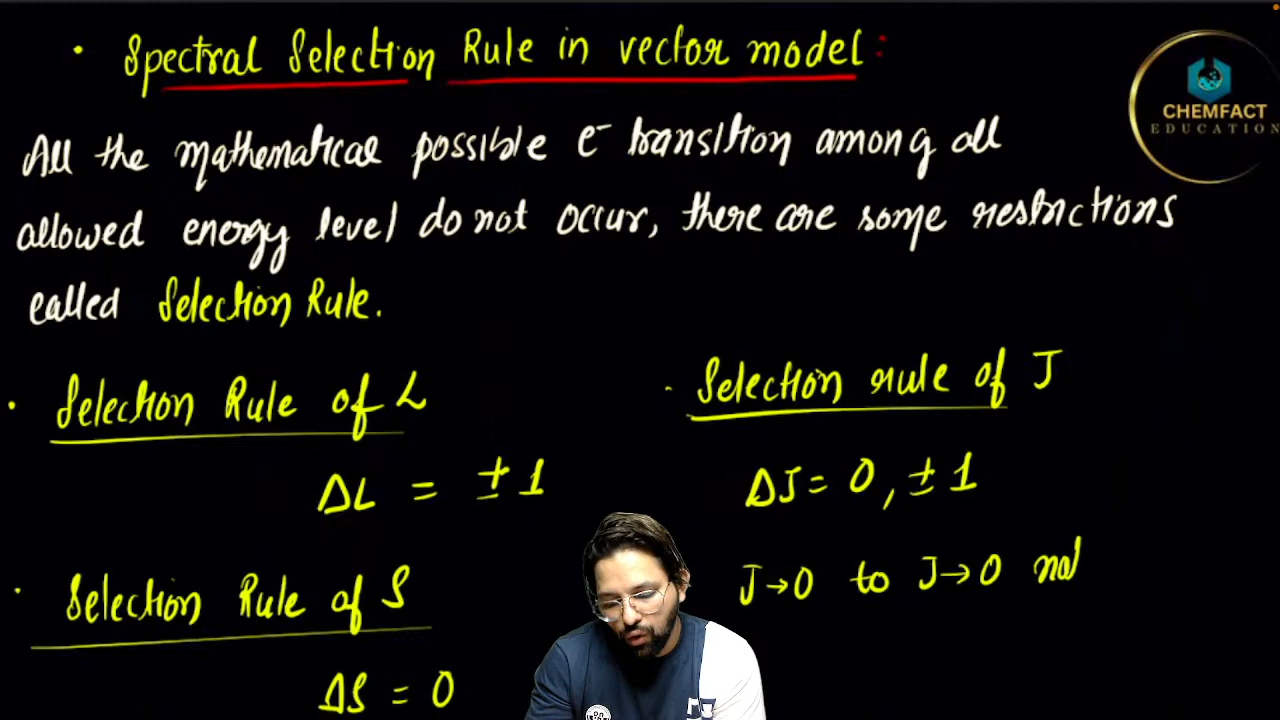 • Spectral Selection Rule in vector model :
CHEMFACT
EDUCATION
All the mathematical possible e⁻ transition among all
allowed energy level do not occur, there are some restrictions
called Selection Rule.
• Selection Rule of L
ΔL = ± 1
• Selection Rule of S
ΔS = 0
• Selection rule of J
ΔJ = 0, ± 1
J→0 to J→0 not